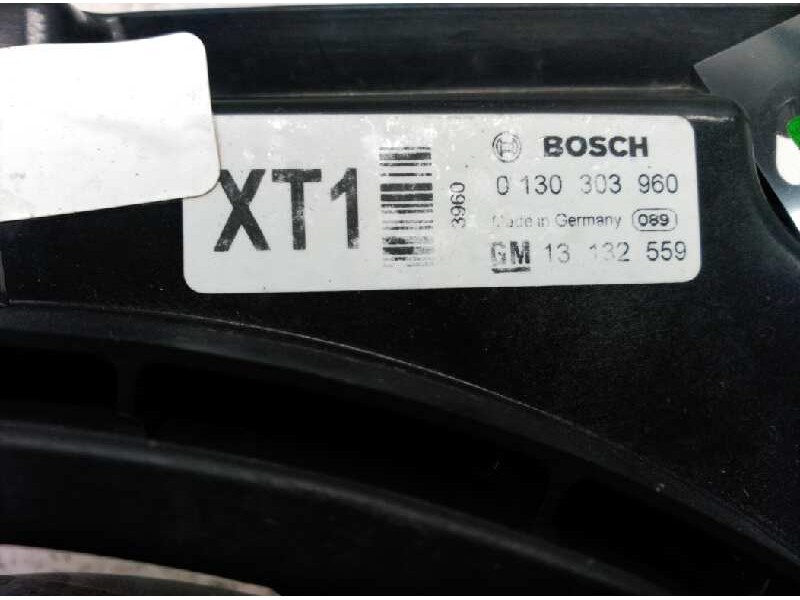 XT1
3960
BOSCH
0 130 303 960
Made in Germany 089
GM 13 132 559